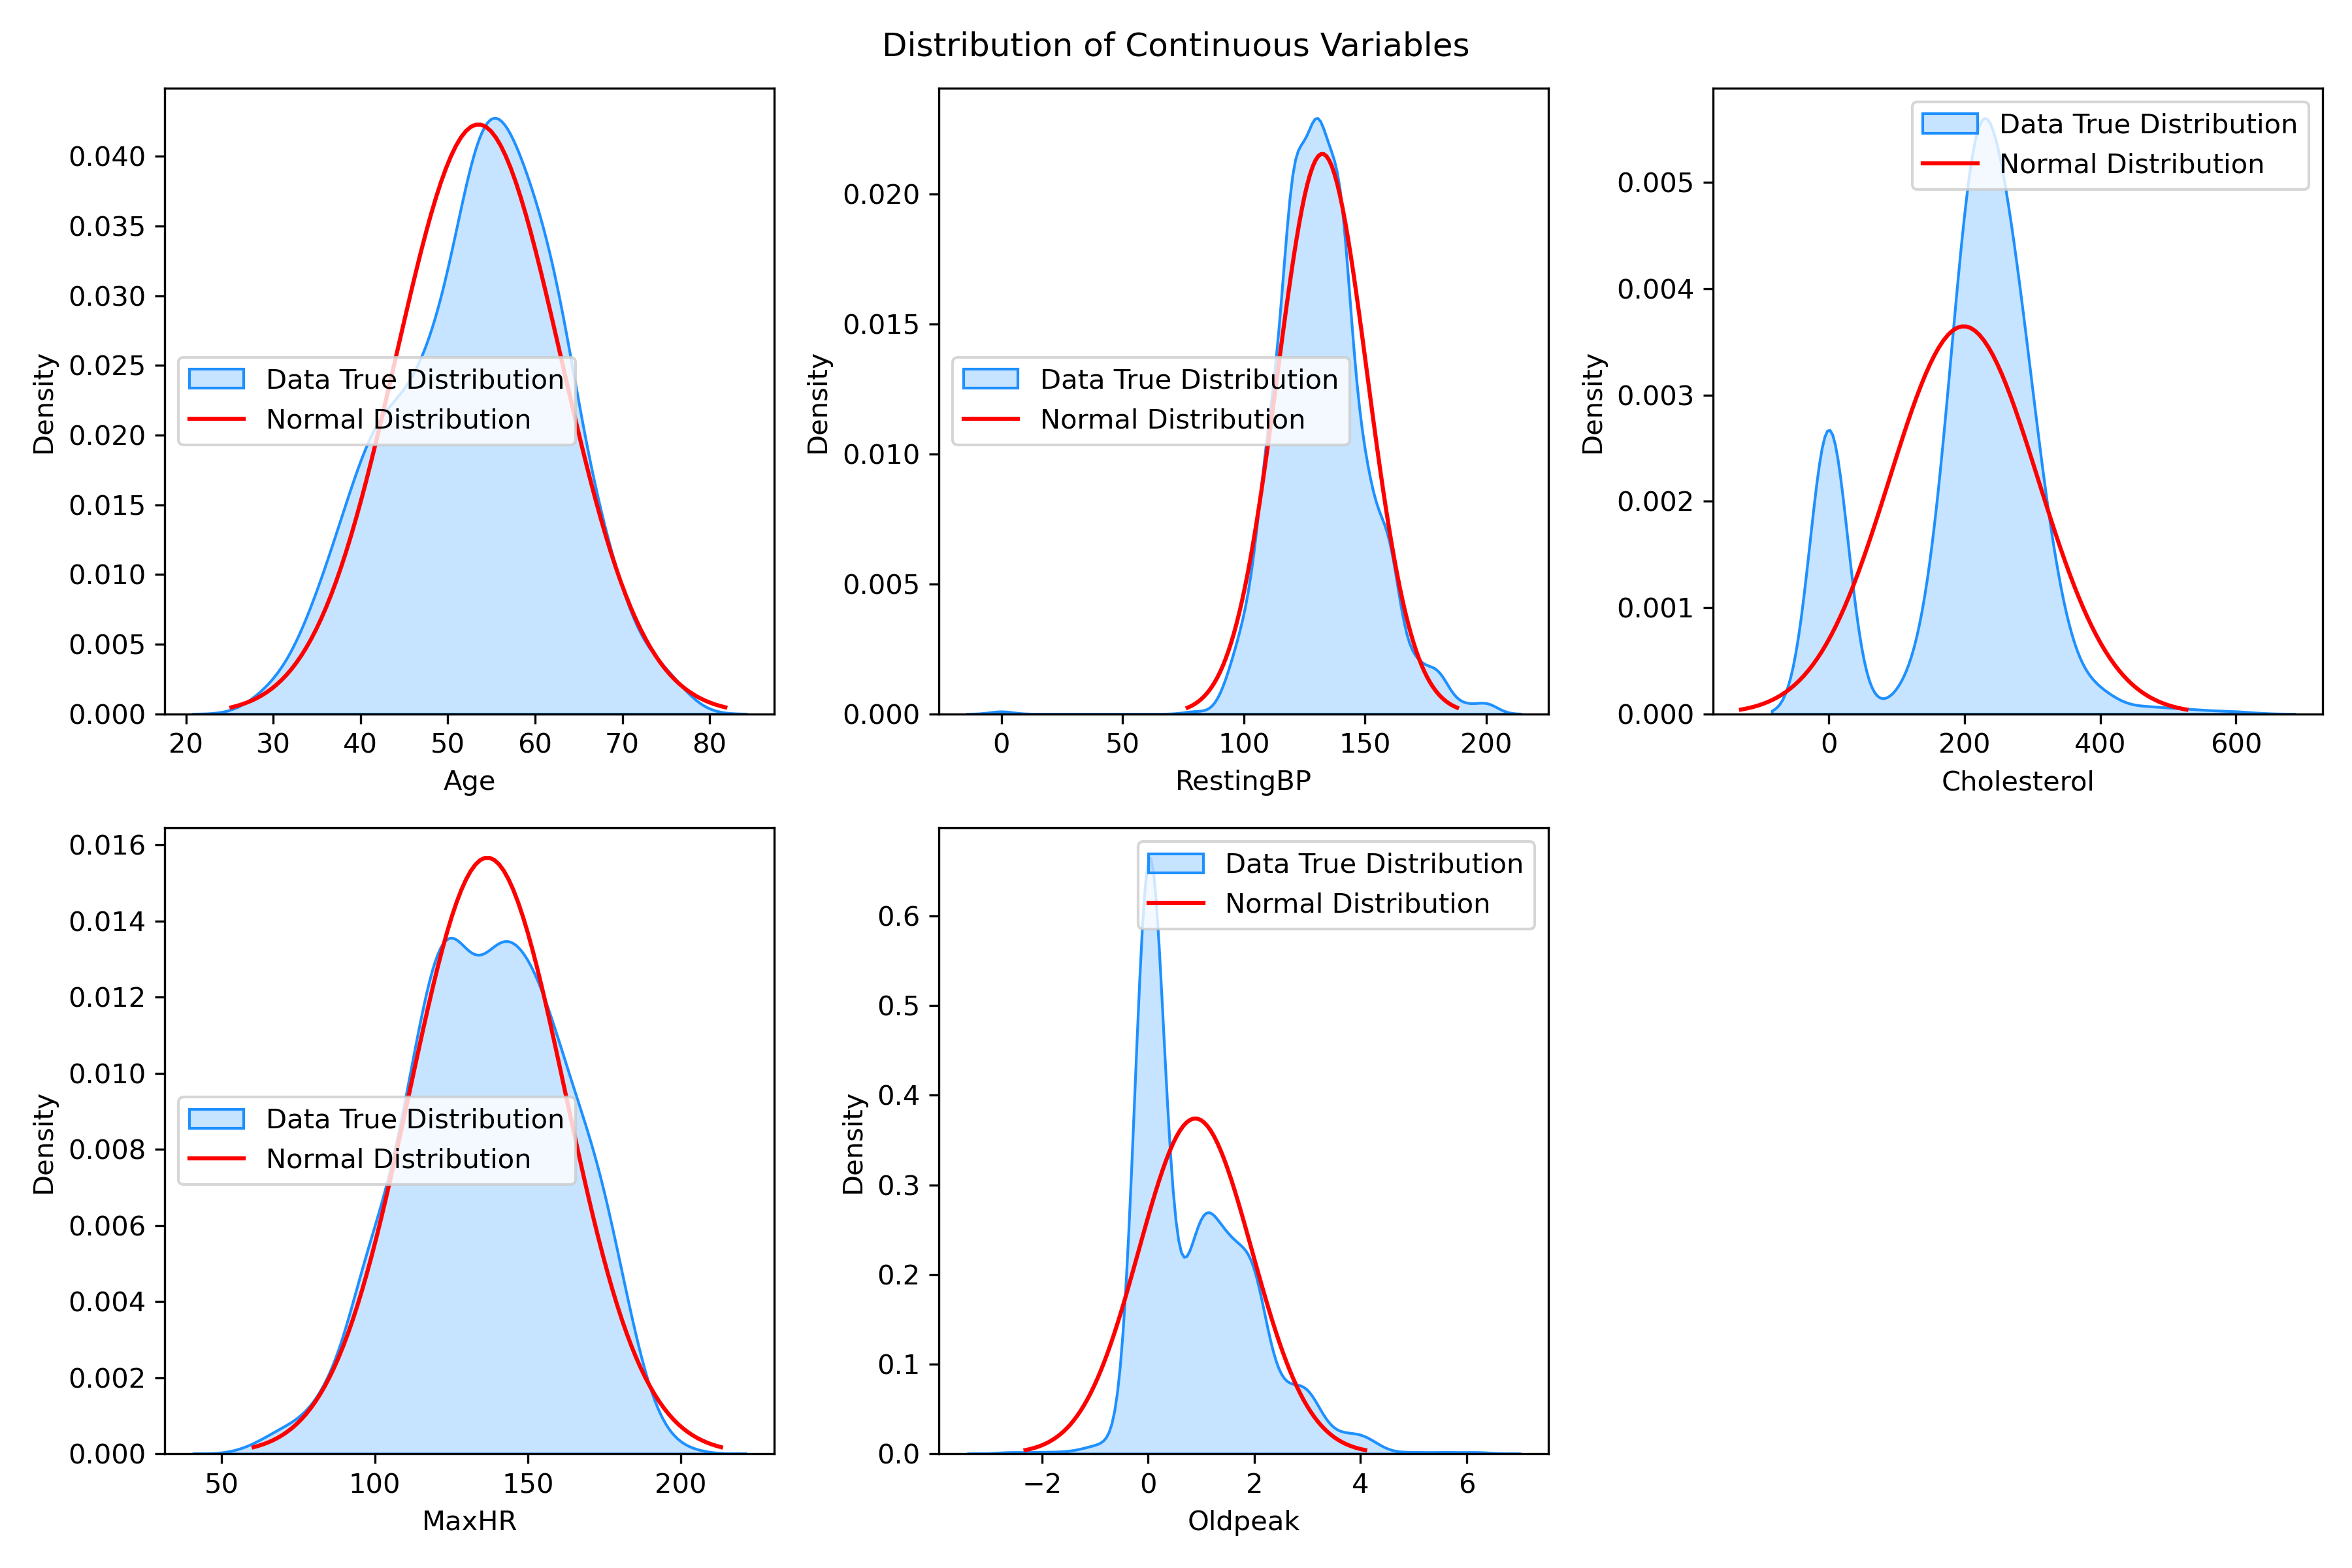 Distribution of Continuous Variables
Density
0.040
0.035
0.030
0.025
0.020
0.015
0.010
0.005
0.000
Data True Distribution
Normal Distribution
20 30 40 50 60 70 80
Age
Density
0.020
0.015
0.010
0.005
0.000
Data True Distribution
Normal Distribution
0 50 100 150 200
RestingBP
Density
0.005
0.004
0.003
0.002
0.001
0.000
Data True Distribution
Normal Distribution
0 200 400 600
Cholesterol
Density
0.016
0.014
0.012
0.010
0.008
0.006
0.004
0.002
0.000
Data True Distribution
Normal Distribution
50 100 150 200
MaxHR
Density
0.6
0.5
0.4
0.3
0.2
0.1
0.0
Data True Distribution
Normal Distribution
−2 0 2 4 6
Oldpeak